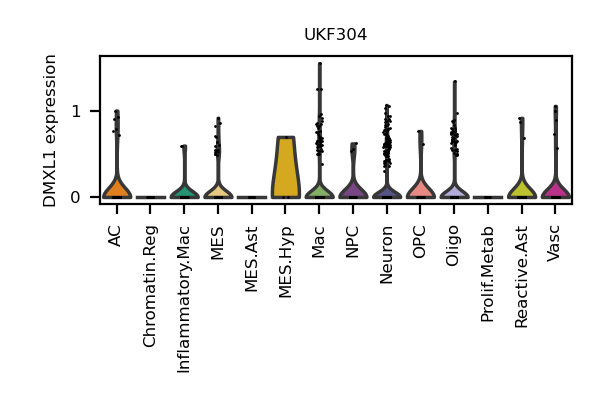 UKF304
DMXL1 expression
1
0
AC
Chromatin.Reg
Inflammatory.Mac
MES
MES.Ast
MES.Hyp
Mac
NPC
Neuron
OPC
Oligo
Prolif.Metab
Reactive.Ast
Vasc